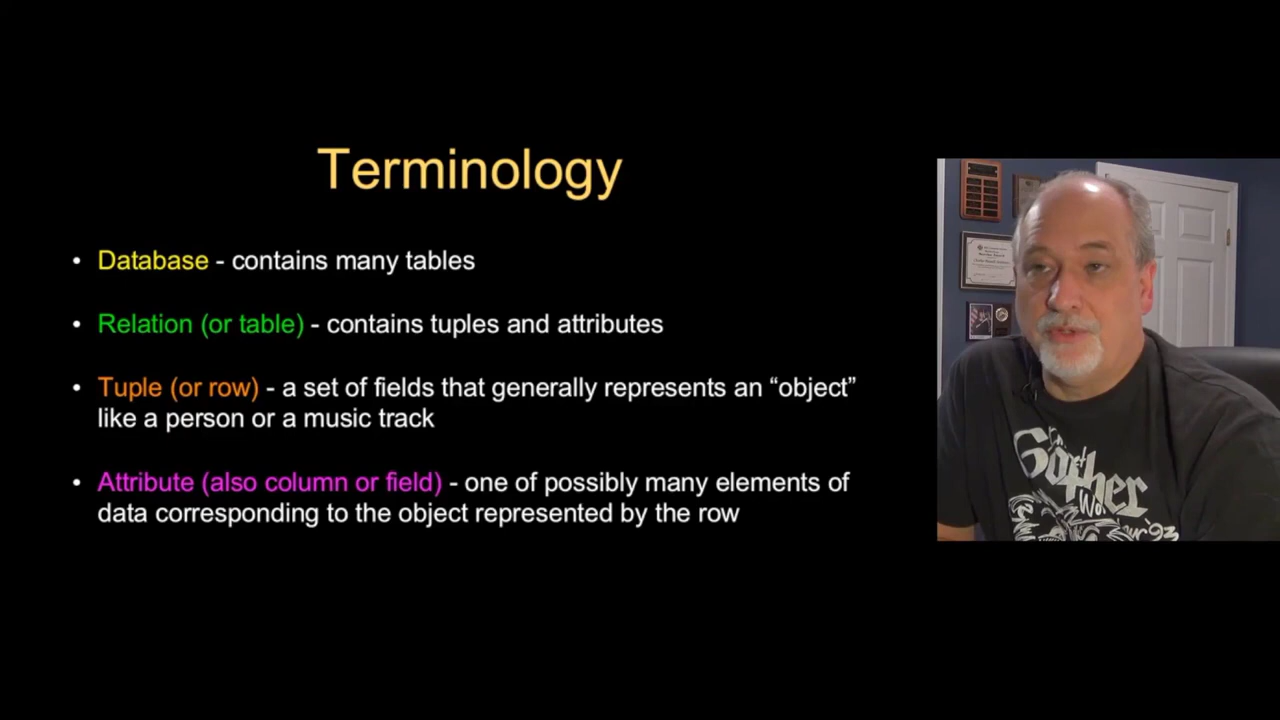 Terminology
• Database - contains many tables
• Relation (or table) - contains tuples and attributes
• Tuple (or row) - a set of fields that generally represents an “object”
like a person or a music track
• Attribute (also column or field) - one of possibly many elements of
data corresponding to the object represented by the row